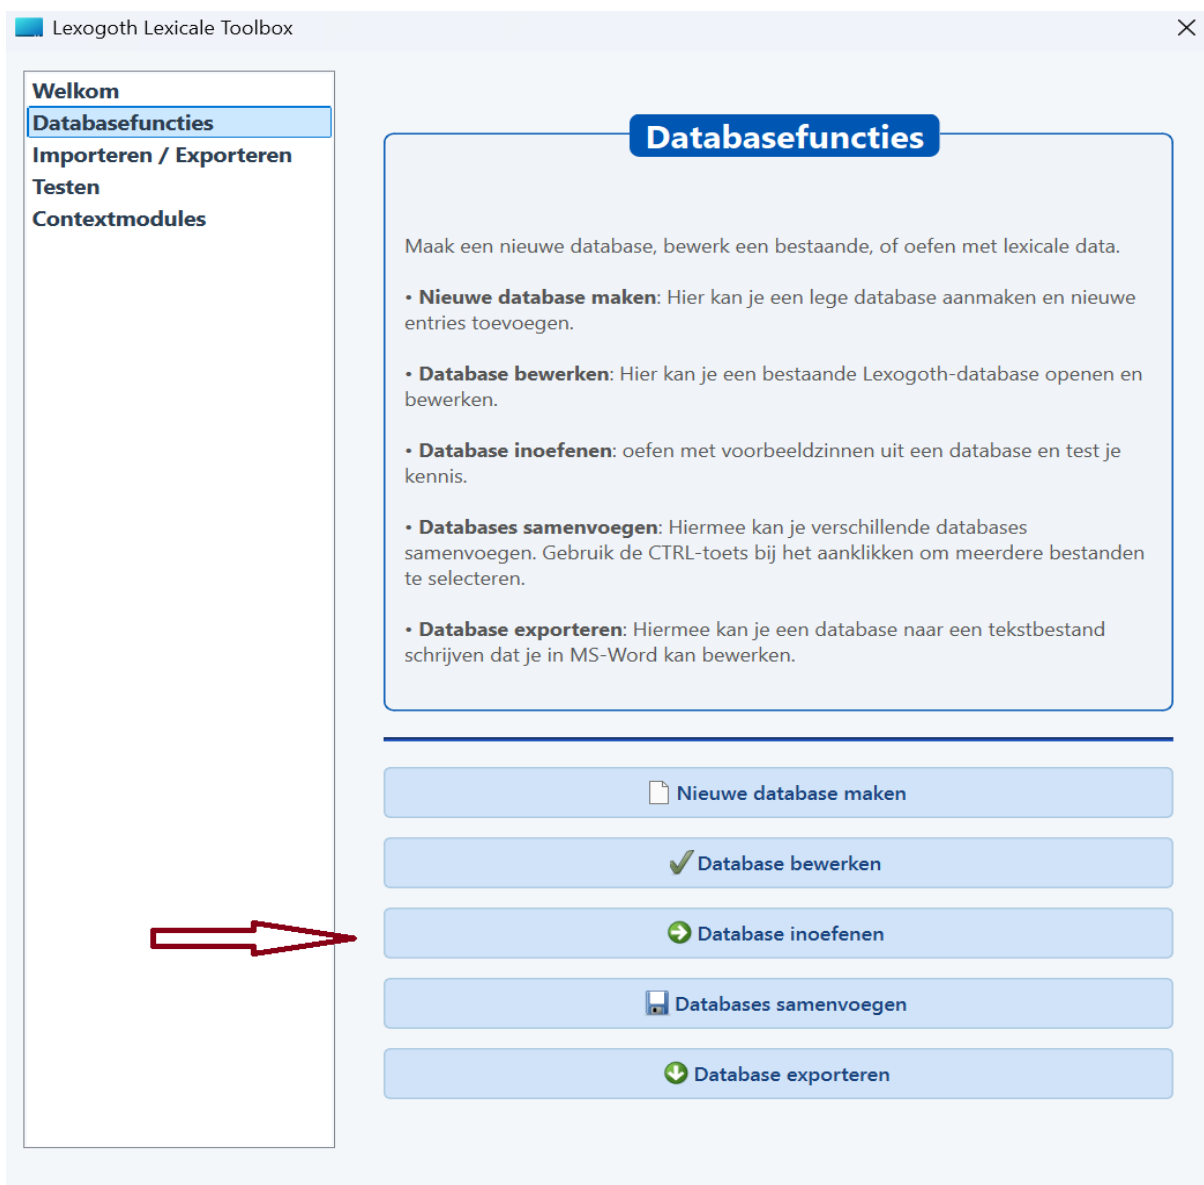 Lexogoth Lexicale Toolbox
Welkom
Databasefuncties
Importeren / Exporteren
Testen
Contextmodules
Databasefuncties
Maak een nieuwe database, bewerk een bestaande, of oefen met lexicale data.
• Nieuwe database maken: Hier kan je een lege database aanmaken en nieuwe
entries toevoegen.
• Database bewerken: Hier kan je een bestaande Lexogoth-database openen en
bewerken.
• Database inoefenen: oefen met voorbeeldzinnen uit een database en test je
kennis.
• Databases samenvoegen: Hiermee kan je verschillende databases
samenvoegen. Gebruik de CTRL-toets bij het aanklikken om meerdere bestanden
te selecteren.
• Database exporteren: Hiermee kan je een database naar een tekstbestand
schrijven dat je in MS-Word kan bewerken.
Nieuwe database maken
Database bewerken
Database inoefenen
Databases samenvoegen
Database exporteren